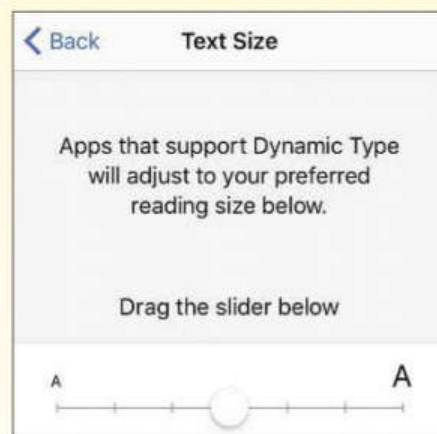 Back Text Size
Apps that support Dynamic Type
will adjust to your preferred
reading size below.
Drag the slider below
A A